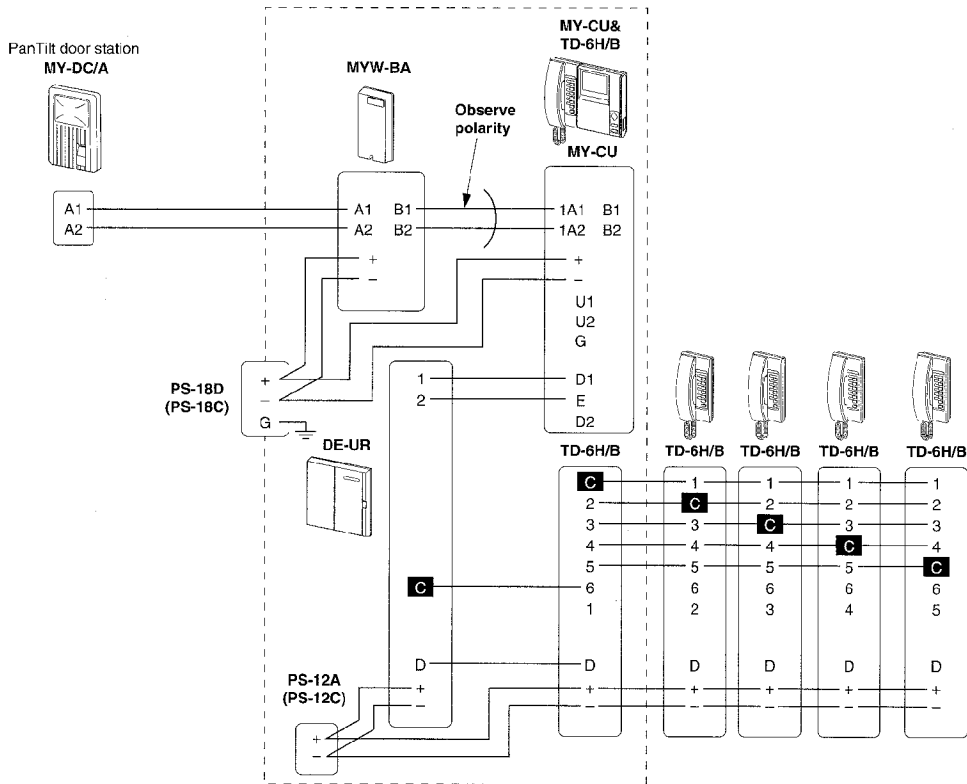 PanTilt door station
MY-DC/A
MYW-BA
MY-CU&
TD-6H/B
Observe
polarity
MY-CU
A1
A2
A1 B1
A2 B2
+
−
1A1 B1
1A2 B2
+
−
U1
U2
G
D1
E
D2
PS-18D
(PS-18C)
+
−
G
DE-UR
1
2
C
D
+
−
PS-12A
(PS-12C)
+
−
TD-6H/B TD-6H/B TD-6H/B TD-6H/B TD-6H/B
C 1 1 1 1
2 C 2 2 2
3 3 C 3 3
4 4 4 C 4
5 5 5 5 C
6 6 6 6 6
1 2 3 4 5
D D D D D
+ + + + +
− − − − −